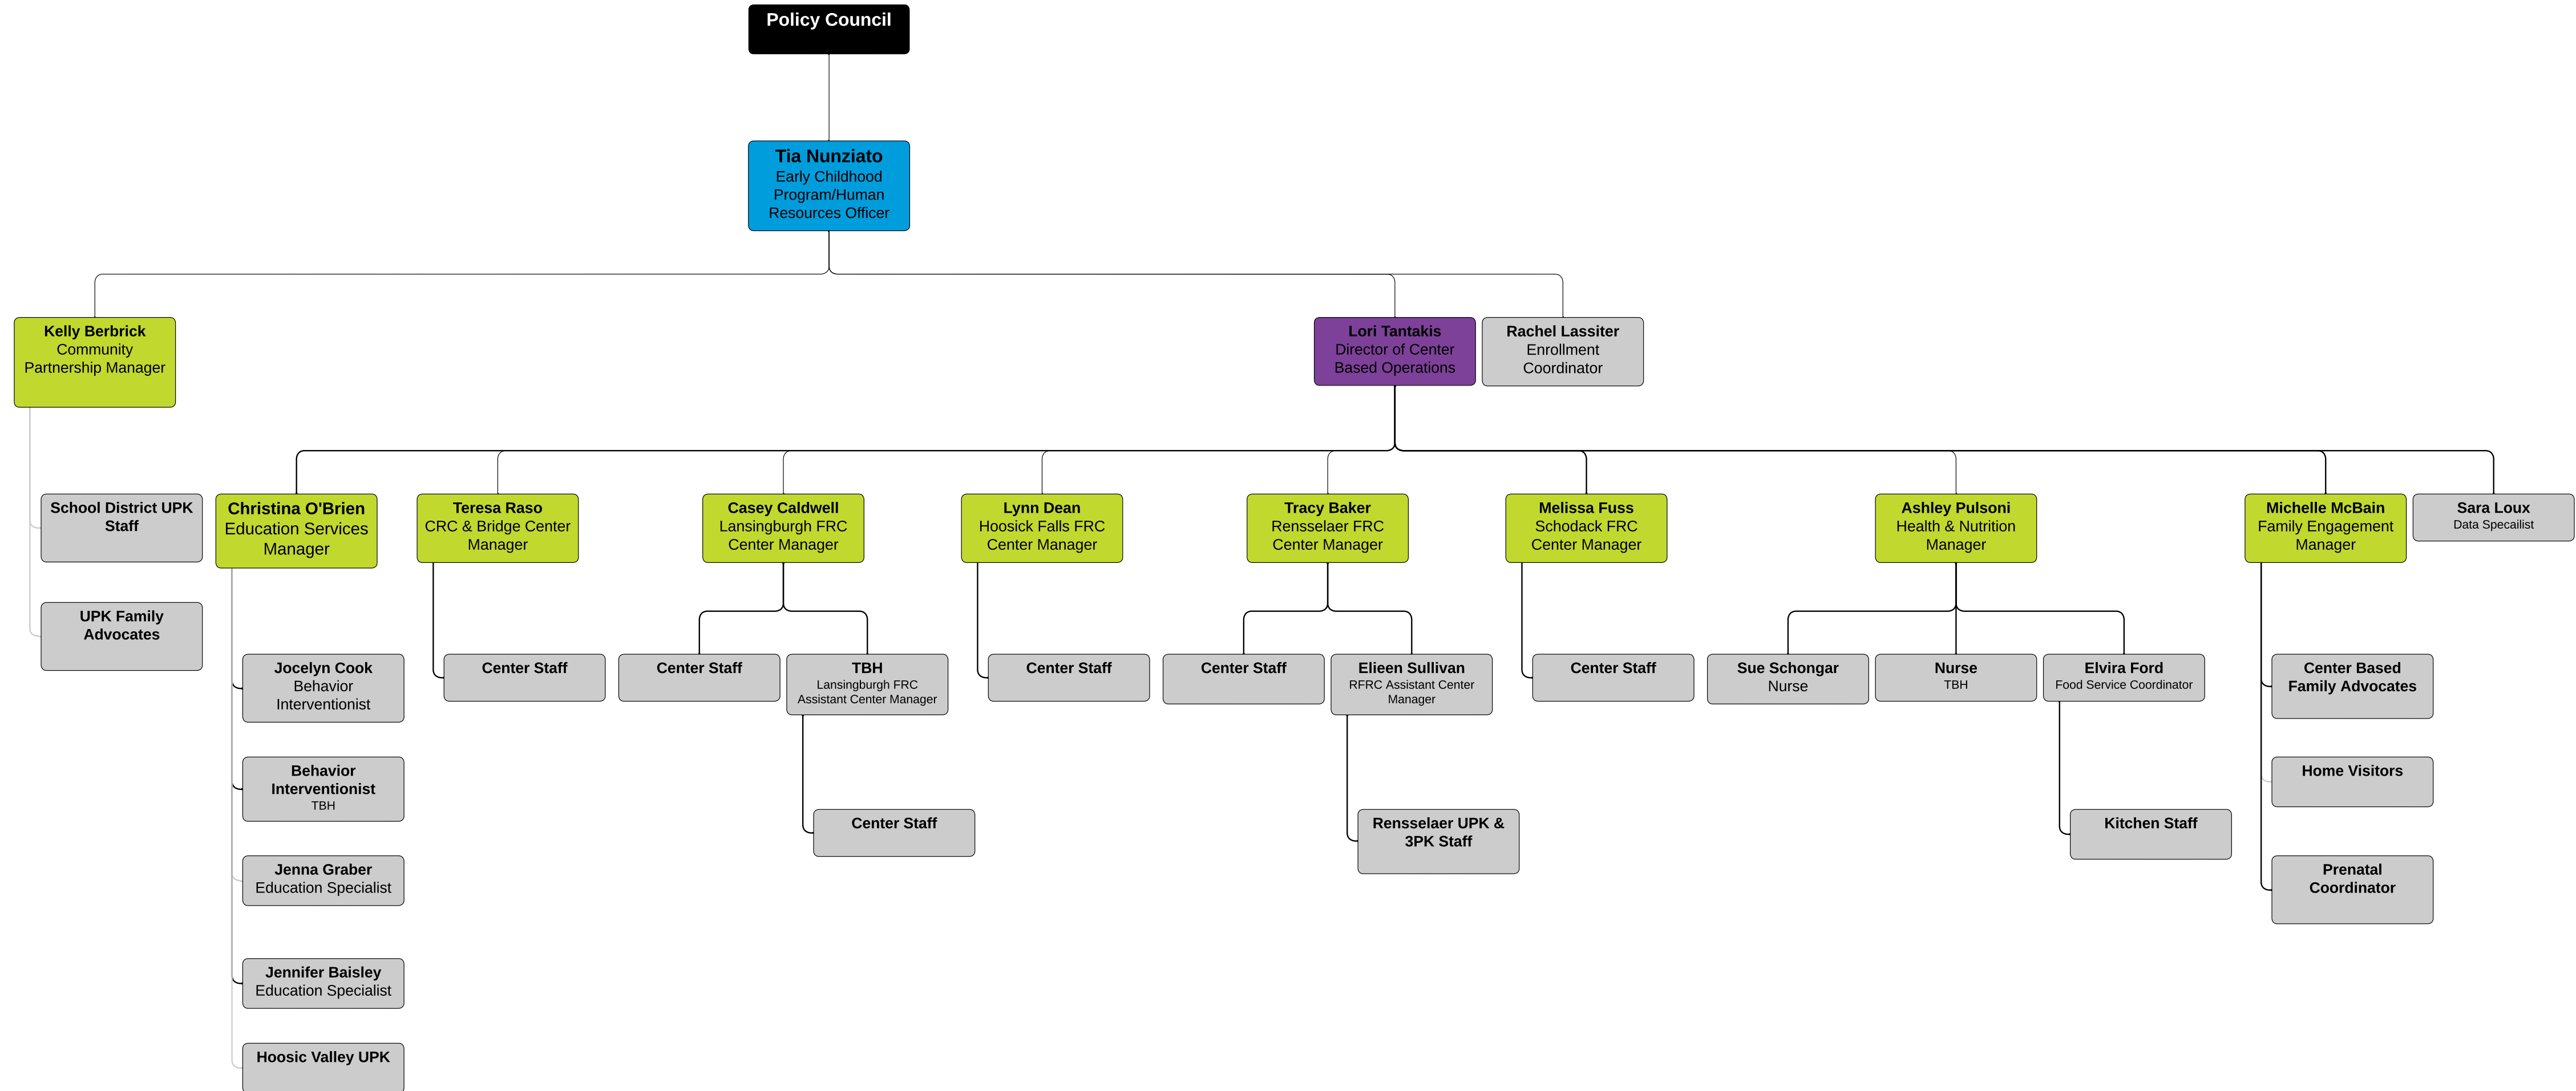 Policy Council
Tia Nunziato
Early Childhood
Program/Human
Resources Officer
Kelly Berbrick
Community
Partnership Manager
Lori Tantakis
Director of Center
Based Operations
Rachel Lassiter
Enrollment
Coordinator
School District UPK
Staff
UPK Family
Advocates
Christina O'Brien
Education Services
Manager
Jocelyn Cook
Behavior
Interventionist
Behavior
Interventionist
TBH
Jenna Graber
Education Specialist
Jennifer Baisley
Education Specialist
Hoosic Valley UPK
Teresa Raso
CRC & Bridge Center
Manager
Center Staff
Casey Caldwell
Lansingburgh FRC
Center Manager
Center Staff
TBH
Lansingburgh FRC
Assistant Center Manager
Center Staff
Lynn Dean
Hoosick Falls FRC
Center Manager
Center Staff
Tracy Baker
Rensselaer FRC
Center Manager
Center Staff
Elieen Sullivan
RFRC Assistant Center
Manager
Rensselaer UPK &
3PK Staff
Melissa Fuss
Schodack FRC
Center Manager
Center Staff
Ashley Pulsoni
Health & Nutrition
Manager
Sue Schongar
Nurse
Nurse
TBH
Elvira Ford
Food Service Coordinator
Kitchen Staff
Michelle McBain
Family Engagement
Manager
Center Based
Family Advocates
Home Visitors
Prenatal
Coordinator
Sara Loux
Data Specailist